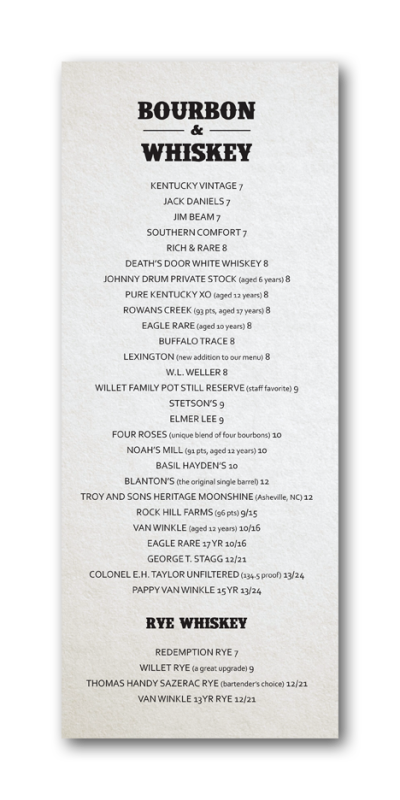 BOURBON
&
WHISKEY
KENTUCKY VINTAGE 7
JACK DANIELS 7
JIM BEAM 7
SOUTHERN COMFORT 7
RICH & RARE 8
DEATH'S DOOR WHITE WHISKEY 8
JOHNNY DRUM PRIVATE STOCK (aged 6 years) 8
PURE KENTUCKY XO (aged 12 years) 8
ROWANS CREEK (93 pts, aged 17 years) 8
EAGLE RARE (aged 10 years) 8
BUFFALO TRACE 8
LEXINGTON (new addition to our menu) 8
W.L. WELLER 8
WILLET FAMILY POT STILL RESERVE (staff favorite) 9
STETSON'S 9
ELMER LEE 9
FOUR ROSES (unique blend of four bourbons) 10
NOAH'S MILL (91 pts, aged 12 years) 10
BASIL HAYDEN'S 10
BLANTON'S (the original single barrel) 12
TROY AND SONS HERITAGE MOONSHINE (Asheville, NC) 12
ROCK HILL FARMS (96 pts) 9/15
VAN WINKLE (aged 12 years) 10/16
EAGLE RARE 17 YR 10/16
GEORGE T. STAGG 12/21
COLONEL E.H. TAYLOR UNFILTERED (134.5 proof) 13/24
PAPPY VAN WINKLE 15 YR 13/24
RYE WHISKEY
REDEMPTION RYE 7
WILLET RYE (a great upgrade) 9
THOMAS HANDY SAZERAC RYE (bartender's choice) 12/21
VAN WINKLE 13YR RYE 12/21